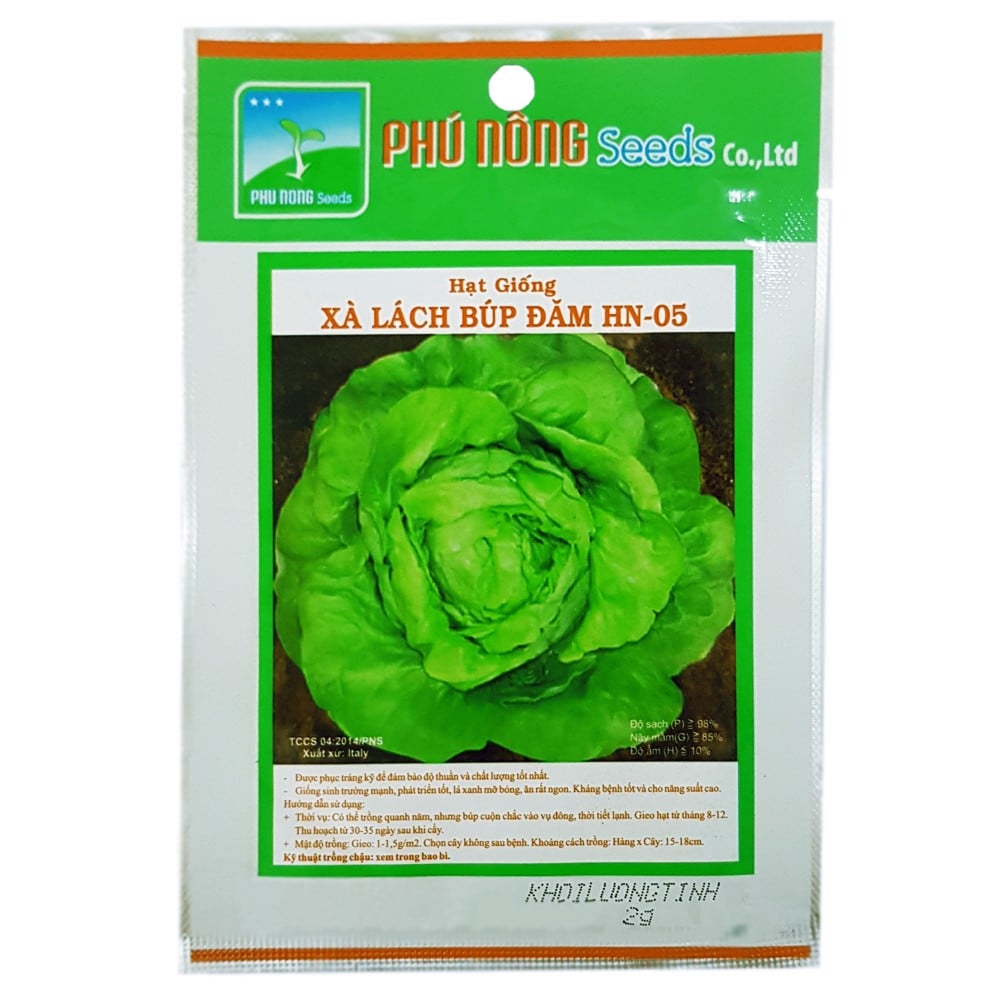 PHÚ NÔNG Seeds Co.,Ltd
PHU NONG Seeds
Hạt Giống
XÀ LÁCH BÚP ĐĂM HN-05
TCCS 04:2014/PNS
Xuất xứ: Italy
Độ sạch (P) ≧ 98%
Nảy mầm(G) ≧ 85%
Độ ẩm (H) ≦ 10%
- Được phục tráng kỹ để đảm bảo độ thuần và chất lượng tốt nhất.
- Giống sinh trưởng mạnh, phát triển tốt, lá xanh mỡ bóng, ăn rất ngon. Kháng bệnh tốt và cho năng suất cao.
Hướng dẫn sử dụng:
+ Thời vụ: Có thể trồng quanh năm, nhưng búp cuộn chắc vào vụ đông, thời tiết lạnh. Gieo hạt từ tháng 8-12.
Thu hoạch từ 30-35 ngày sau khi cấy.
+ Mật độ trồng: Gieo: 1-1,5g/m2. Chọn cây không sau bệnh. Khoảng cách trồng: Hàng x Cây: 15-18cm.
Kỹ thuật trồng chậu: xem trong bao bì.
KHOILUONGTINH
2g